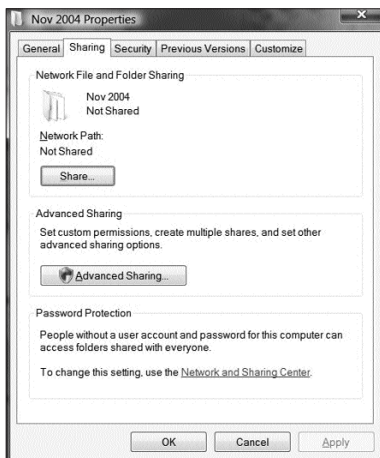 Nov 2004 Properties
General Sharing Security Previous Versions Customize
Network File and Folder Sharing
Nov 2004
Not Shared
Network Path:
Not Shared
Share...
Advanced Sharing
Set custom permissions, create multiple shares, and set other
advanced sharing options.
Advanced Sharing...
Password Protection
People without a user account and password for this computer can
access folders shared with everyone.
To change this setting, use the Network and Sharing Center.
OK Cancel Apply